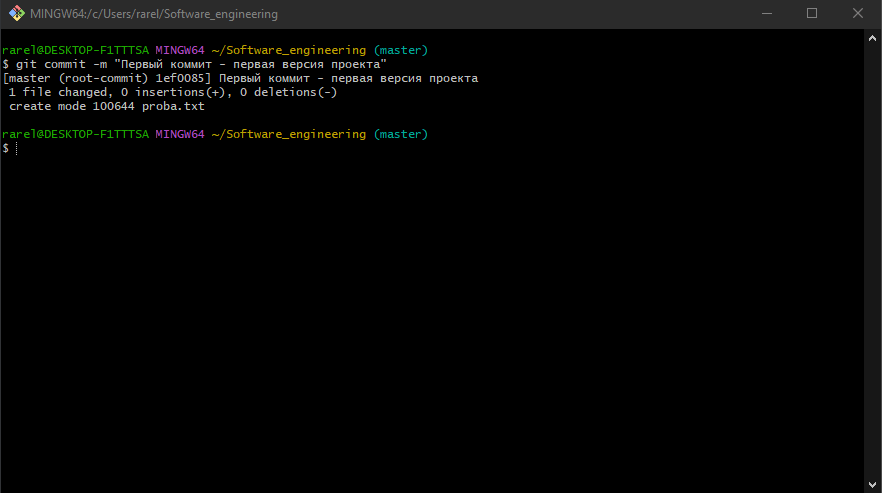 MINGW64:/c/Users/rarel/Software_engineering
rarel@DESKTOP-F1TTTSA MINGW64 ~/Software_engineering (master)
$ git commit -m "Первый коммит - первая версия проекта"
[master (root-commit) 1ef0085] Первый коммит - первая версия проекта
 1 file changed, 0 insertions(+), 0 deletions(-)
 create mode 100644 proba.txt
rarel@DESKTOP-F1TTTSA MINGW64 ~/Software_engineering (master)
$